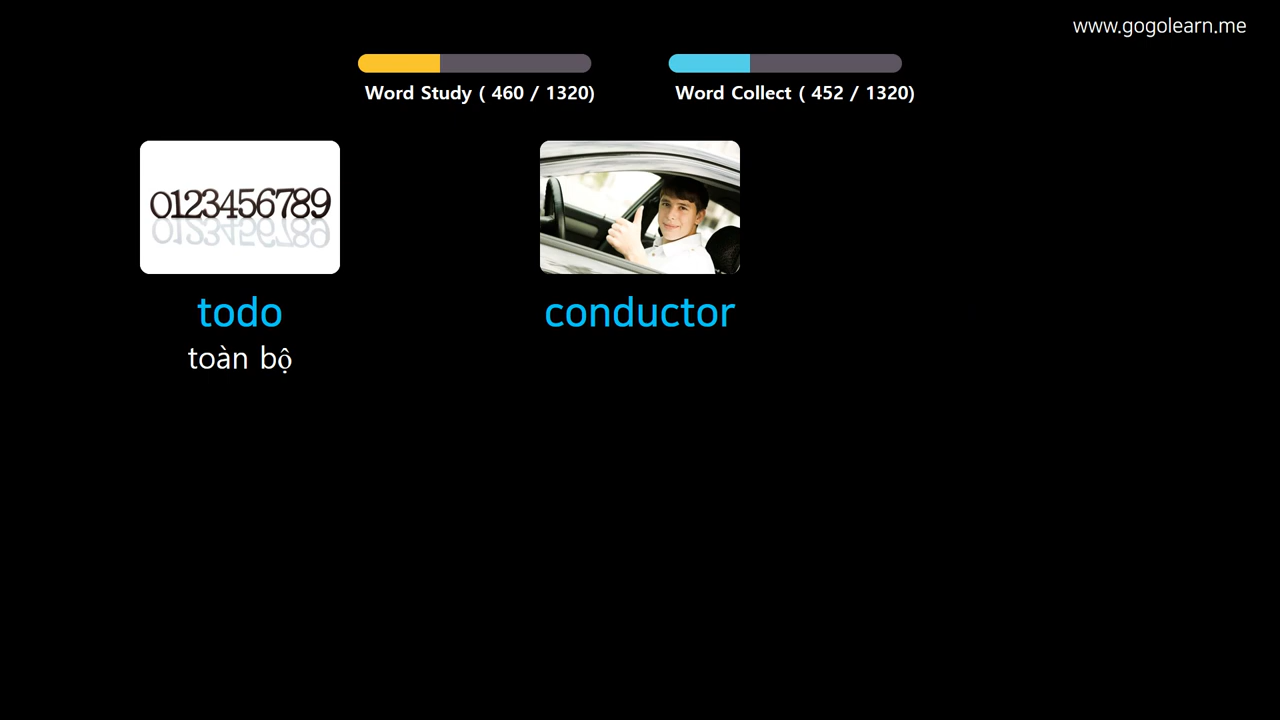 www.gogolearn.me
Word Study ( 460 / 1320)
Word Collect ( 452 / 1320)
0123456789
todo
conductor
toàn bộ